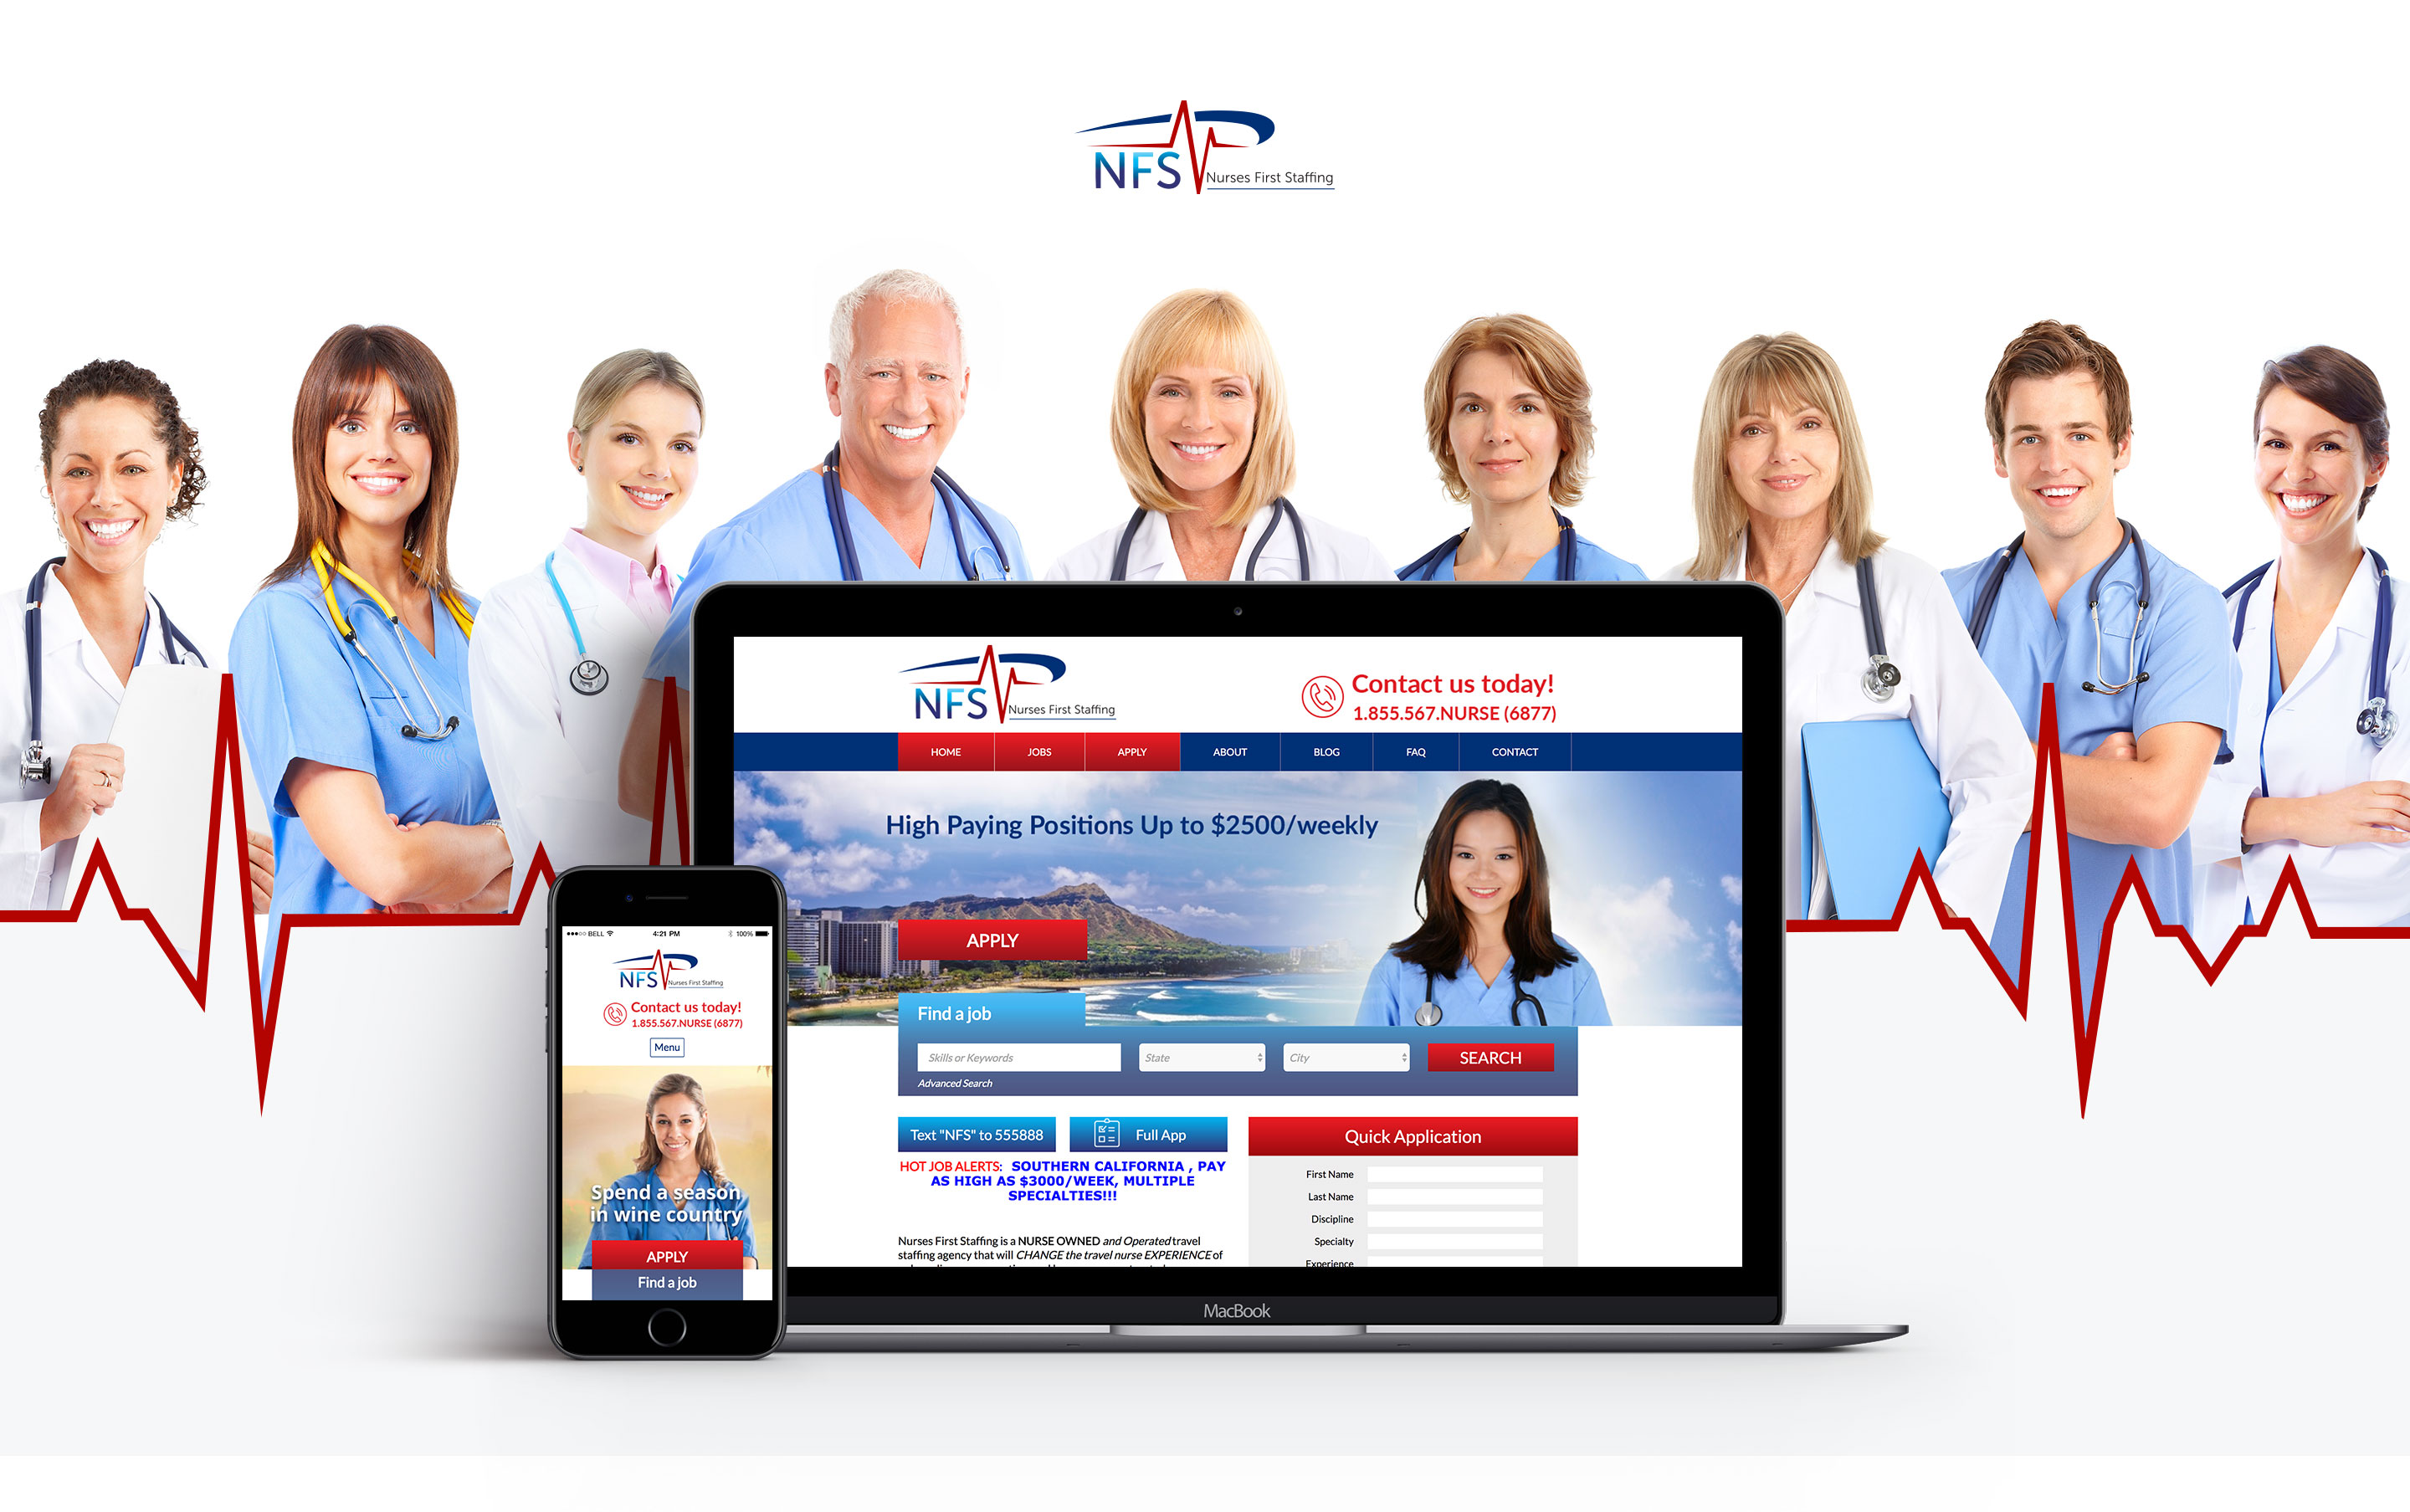 NFS Nurses First Staffing
NFS Nurses First Staffing
Contact us today!
1.855.567.NURSE (6877)
HOME JOBS APPLY ABOUT BLOG FAQ CONTACT
High Paying Positions Up to $2500/weekly
APPLY
Find a job
Skills or Keywords State City SEARCH
Advanced Search
Text "NFS" to 555888 Full App
HOT JOB ALERTS: SOUTHERN CALIFORNIA , PAY
AS HIGH AS $3000/WEEK, MULTIPLE
SPECIALTIES!!!
Nurses First Staffing is a NURSE OWNED and Operated travel
staffing agency that will CHANGE the travel nurse EXPERIENCE of
Quick Application
First Name
Last Name
Discipline
Specialty
Experience
MacBook
BELL 4:21 PM 100%
NFS Nurses First Staffing
Contact us today!
1.855.567.NURSE (6877)
Menu
Spend a season
in wine country
APPLY
Find a job